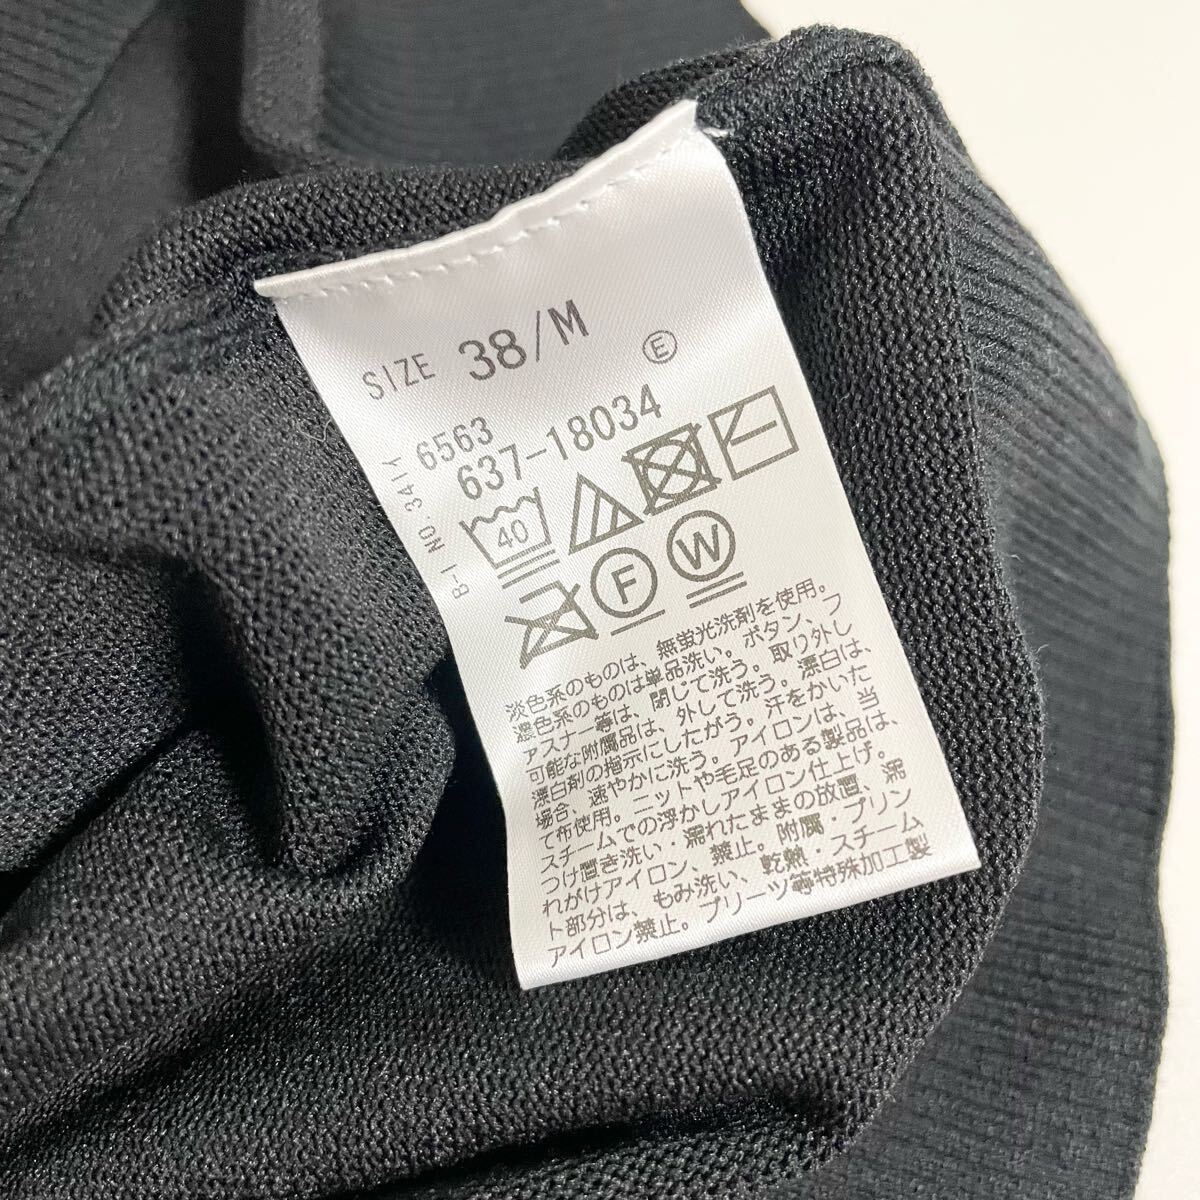 SIZE 38/M
E
6563
637-18034
B-I NO 3411
40
F W
淡色系のものは、無蛍光洗剤を使用。
濃色系のものは単品洗い。ボタン、フ
ァスナー等は、閉じて洗う。取り外し
可能な附属品は、外して洗う。漂白は、
漂白剤の指示にしたがう。汗をかいた
場合、速やかに洗う。アイロンは、当
て布使用。ニットや毛足のある製品は、
スチームでの浮かしアイロン仕上げ。
つけ置き洗い・濡れたままの放置、濡
れがけアイロン、禁止。附属・プリン
ト部分は、もみ洗い、乾熱・スチーム
アイロン禁止。プリーツ等特殊加工製